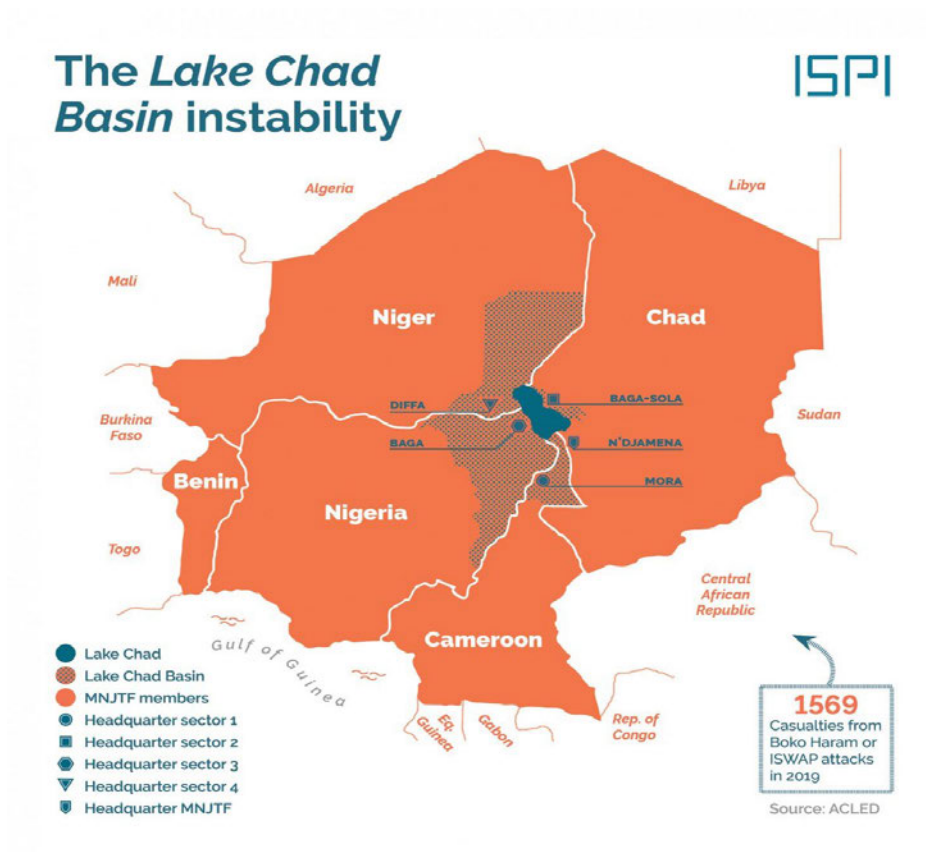 The Lake Chad
Basin instability
ISPI
Algeria
Libya
Mali
Niger
Chad
DIFFA
BAGA-SOLA
Burkina
Faso
Sudan
BAGA
N'DJAMENA
Benin
MORA
Nigeria
Togo
Central
African
Republic
Cameroon
Gulf of Guinea
Eq.
Guinea
Gabon
Rep. of
Congo
Lake Chad
Lake Chad Basin
MNJTF members
Headquarter sector 1
Headquarter sector 2
Headquarter sector 3
Headquarter sector 4
Headquarter MNJTF
1569
Casualties from
Boko Haram or
ISWAP attacks
in 2019
Source: ACLED